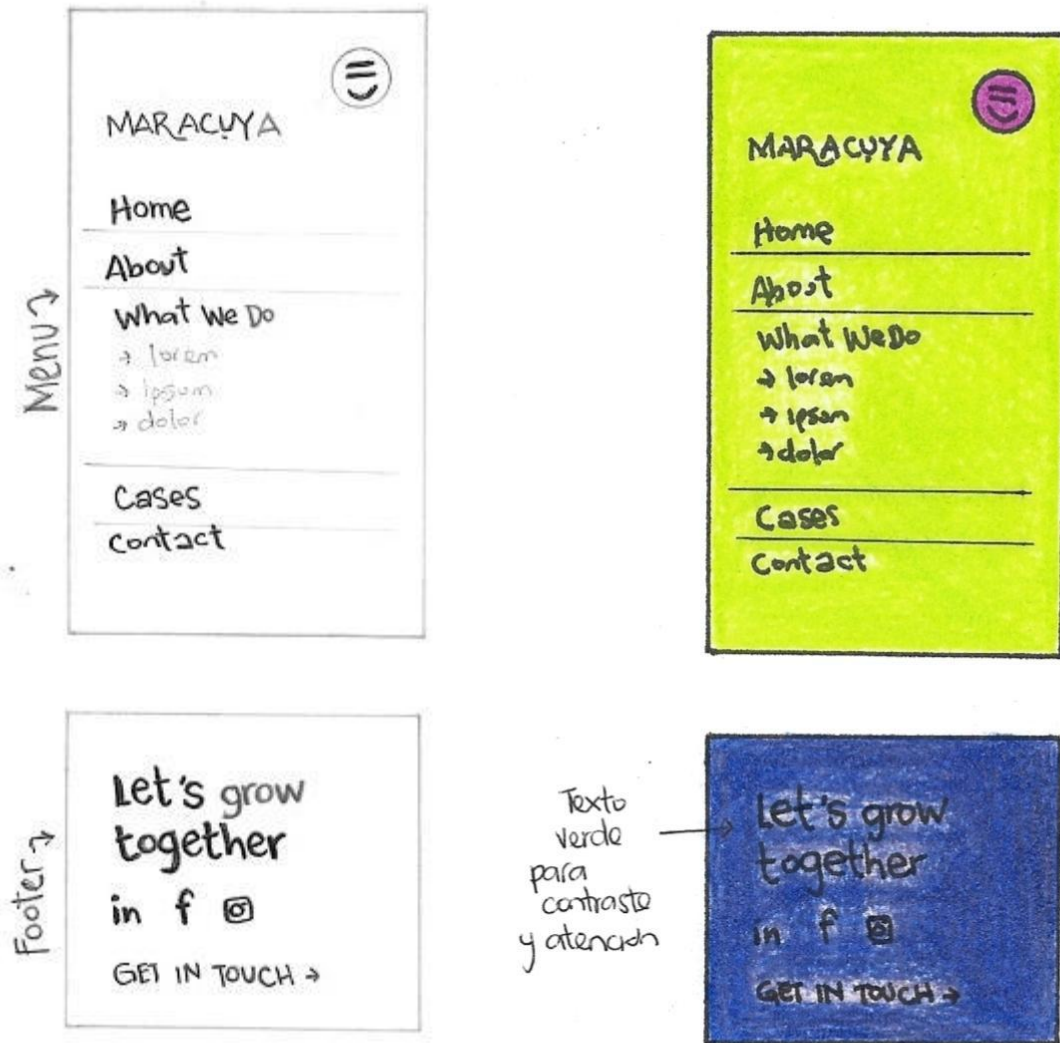 Menu
MARACUYA
Home
About
What We Do
→ lorem
→ ipsum
→ dolor
Cases
Contact
MARACUYA
Home
About
What We Do
→ lorem
→ ipsum
→ dolor
Cases
Contact
Footer
Let's grow
together
in f
GET IN TOUCH →
Texto
verde
para
contraste
y atención
Let's grow
together
in f
GET IN TOUCH →